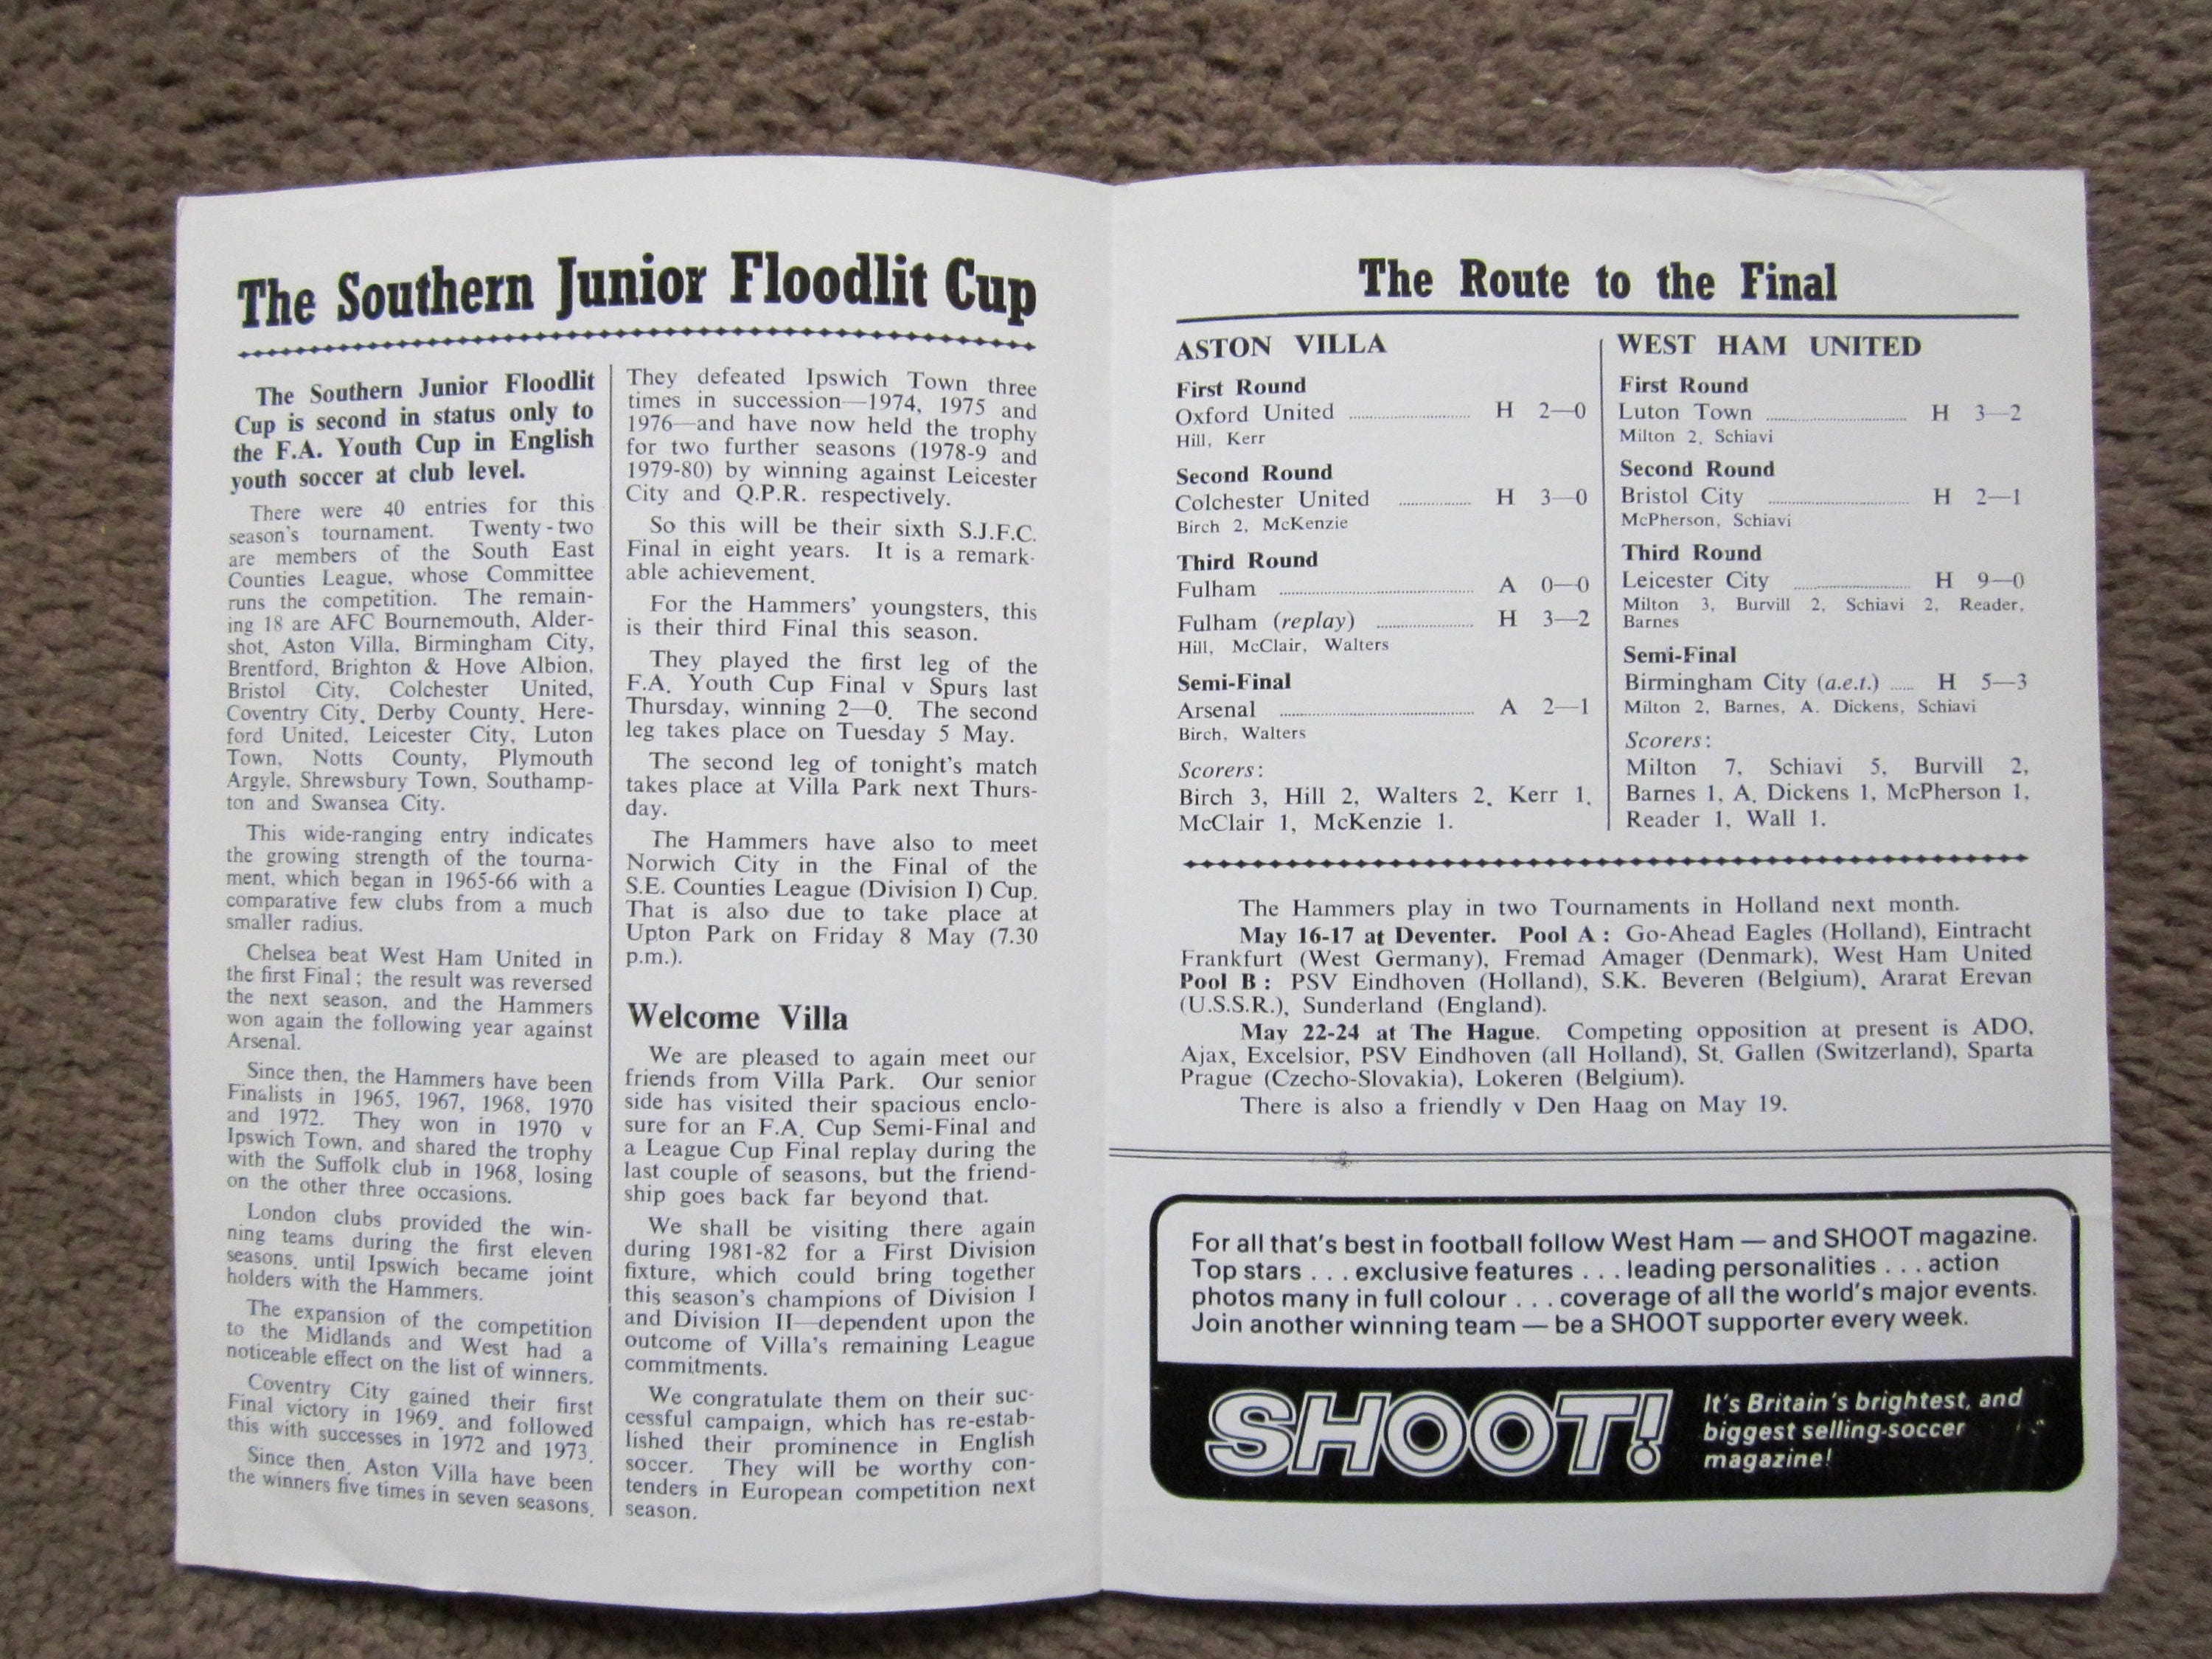 The Southern Junior Floodlit Cup
The Southern Junior Floodlit
Cup is second in status only to
the F.A. Youth Cup in English
youth soccer at club level.
There were 40 entries for this
season's tournament. Twenty-two
are members of the South East
Counties League, whose Committee
runs the competition. The remain-
ing 18 are AFC Bournemouth, Alder-
shot, Aston Villa, Birmingham City,
Brentford, Brighton & Hove Albion,
Bristol City, Colchester United,
Coventry City, Derby County, Here-
ford United, Leicester City, Luton
Town, Notts County, Plymouth
Argyle, Shrewsbury Town, Southamp-
ton and Swansea City.
This wide-ranging entry indicates
the growing strength of the tourna-
ment, which began in 1965-66 with a
comparative few clubs from a much
smaller radius.
Chelsea beat West Ham United in
the first Final; the result was reversed
the next season, and the Hammers
won again the following year against
Arsenal.
Since then, the Hammers have been
Finalists in 1965, 1967, 1968, 1970
and 1972. They won in 1970 v
Ipswich Town, and shared the trophy
with the Suffolk club in 1968, losing
on the other three occasions.
London clubs provided the win-
ning teams during the first eleven
seasons, until Ipswich became joint
holders with the Hammers.
The expansion of the competition
to the Midlands and West had a
noticeable effect on the list of winners.
Coventry City gained their first
Final victory in 1969, and followed
this with successes in 1972 and 1973.
Since then, Aston Villa have been
the winners five times in seven seasons.
They defeated Ipswich Town three
times in succession—1974, 1975 and
1976—and have now held the trophy
for two further seasons (1978-9 and
1979-80) by winning against Leicester
City and Q.P.R. respectively.
So this will be their sixth S.J.F.C.
Final in eight years. It is a remark-
able achievement.
For the Hammers' youngsters, this
is their third Final this season.
They played the first leg of the
F.A. Youth Cup Final v Spurs last
Thursday, winning 2—0. The second
leg takes place on Tuesday 5 May.
The second leg of tonight's match
takes place at Villa Park next Thurs-
day.
The Hammers have also to meet
Norwich City in the Final of the
S.E. Counties League (Division I) Cup.
That is also due to take place at
Upton Park on Friday 8 May (7.30
p.m.).
Welcome Villa
We are pleased to again meet our
friends from Villa Park. Our senior
side has visited their spacious enclo-
sure for an F.A. Cup Semi-Final and
a League Cup Final replay during the
last couple of seasons, but the friend-
ship goes back far beyond that.
We shall be visiting there again
during 1981-82 for a First Division
fixture, which could bring together
this season's champions of Division I
and Division II—dependent upon the
outcome of Villa's remaining League
commitments.
We congratulate them on their suc-
cessful campaign, which has re-estab-
lished their prominence in English
soccer. They will be worthy con-
tenders in European competition next
season.
The Route to the Final
ASTON VILLA
First Round
Oxford United ........................ H 2—0
Hill, Kerr
Second Round
Colchester United .............. H 3—0
Birch 2, McKenzie
Third Round
Fulham ........................ A 0—0
Fulham (replay) .................. H 3—2
Hill, McClair, Walters
Semi-Final
Arsenal ........................ A 2—1
Birch, Walters
Scorers:
Birch 3, Hill 2, Walters 2, Kerr 1,
McClair 1, McKenzie 1.
WEST HAM UNITED
First Round
Luton Town ........................ H 3—2
Milton 2, Schiavi
Second Round
Bristol City ........................ H 2—1
McPherson, Schiavi
Third Round
Leicester City .................... H 9—0
Milton 3, Burvill 2, Schiavi 2, Reader,
Barnes
Semi-Final
Birmingham City (a.e.t.) ..... H 5—3
Milton 2, Barnes, A. Dickens, Schiavi
Scorers:
Milton 7, Schiavi 5, Burvill 2,
Barnes 1, A. Dickens 1, McPherson 1,
Reader 1, Wall 1.
The Hammers play in two Tournaments in Holland next month.
May 16-17 at Deventer. Pool A: Go-Ahead Eagles (Holland), Eintracht
Frankfurt (West Germany), Fremad Amager (Denmark), West Ham United
Pool B: PSV Eindhoven (Holland), S.K. Beveren (Belgium), Ararat Erevan
(U.S.S.R.), Sunderland (England).
May 22-24 at The Hague. Competing opposition at present is ADO,
Ajax, Excelsior, PSV Eindhoven (all Holland), St. Gallen (Switzerland), Sparta
Prague (Czecho-Slovakia), Lokeren (Belgium).
There is also a friendly v Den Haag on May 19.
For all that's best in football follow West Ham — and SHOOT magazine.
Top stars . . . exclusive features . . . leading personalities . . . action
photos many in full colour . . . coverage of all the world's major events.
Join another winning team — be a SHOOT supporter every week.
SHOOT!
It's Britain's brightest, and
biggest selling-soccer
magazine!